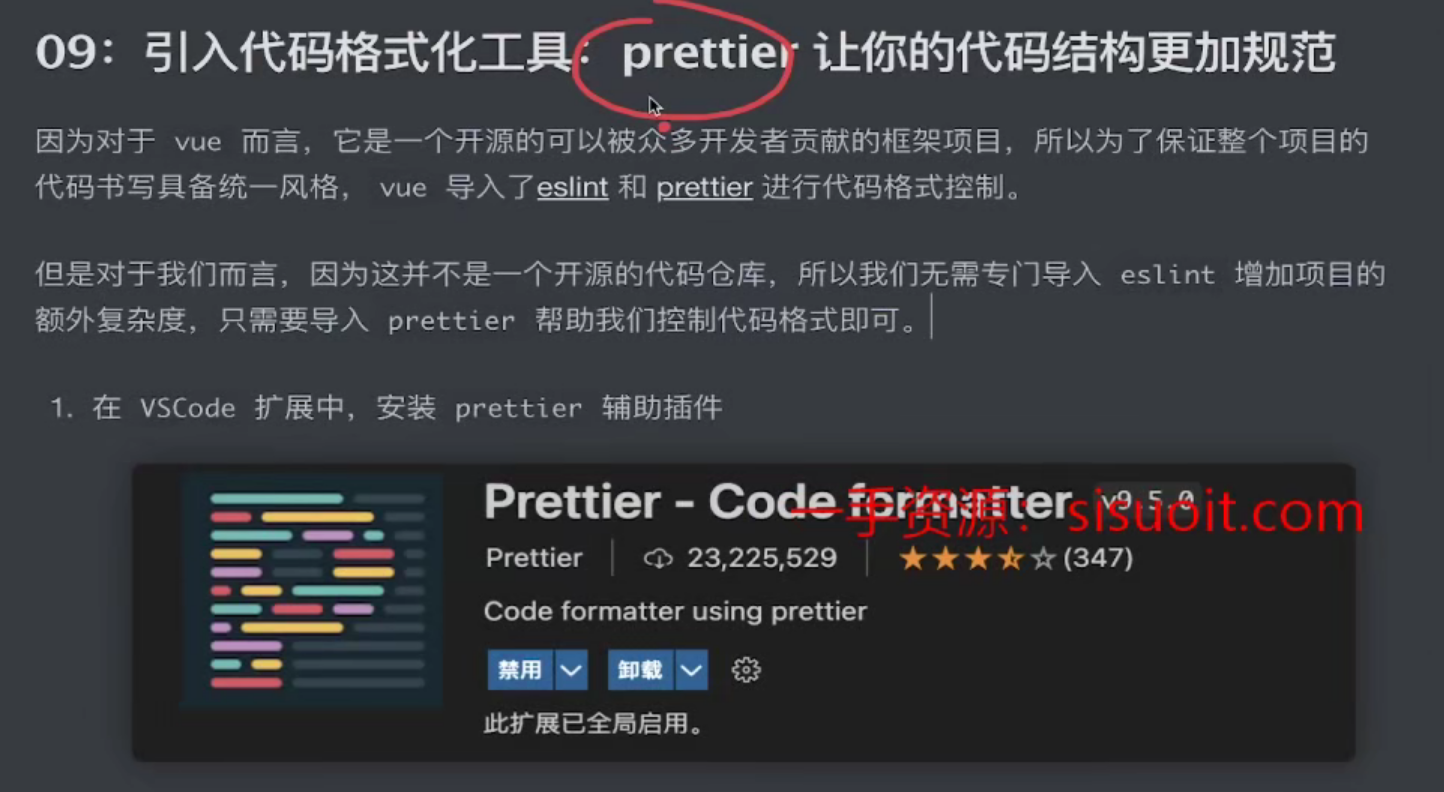 09：引入代码格式化工具：prettier 让你的代码结构更加规范
因为对于 vue 而言，它是一个开源的可以被众多开发者贡献的框架项目，所以为了保证整个项目的
代码书写具备统一风格， vue 导入了eslint 和 prettier 进行代码格式控制。
但是对于我们而言，因为这并不是一个开源的代码仓库，所以我们无需专门导入 eslint 增加项目的
额外复杂度，只需要导入 prettier 帮助我们控制代码格式即可。
1. 在 VSCode 扩展中，安装 prettier 辅助插件
Prettier - Code formatter v9.5.0
一手资源：sisuoit.com
Prettier 23,225,529 (347)
Code formatter using prettier
禁用 卸载
此扩展已全局启用。